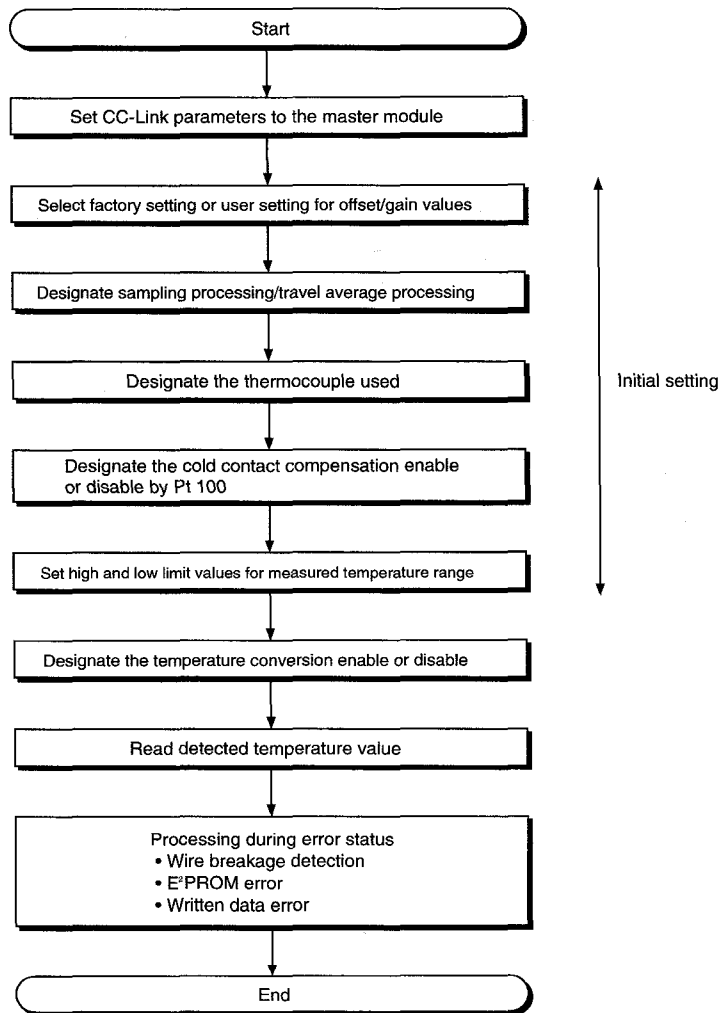 Start
Set CC-Link parameters to the master module
Select factory setting or user setting for offset/gain values
Designate sampling processing/travel average processing
Designate the thermocouple used
Designate the cold contact compensation enable
or disable by Pt 100
Set high and low limit values for measured temperature range
Initial setting
Designate the temperature conversion enable or disable
Read detected temperature value
Processing during error status
• Wire breakage detection
• E²PROM error
• Written data error
End